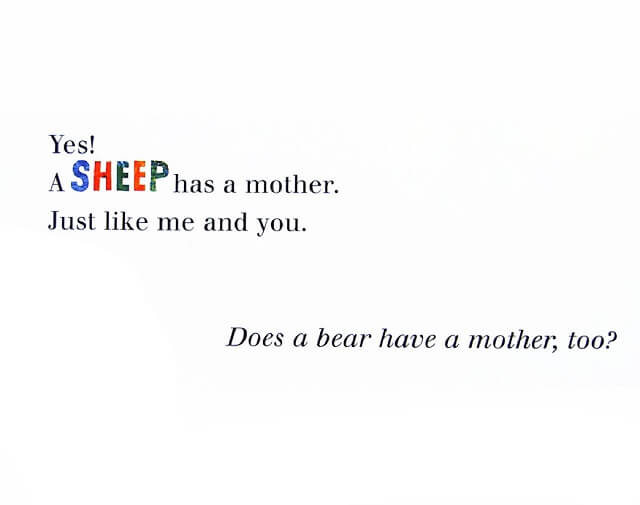 Yes!
A SHEEP has a mother.
Just like me and you.
Does a bear have a mother, too?